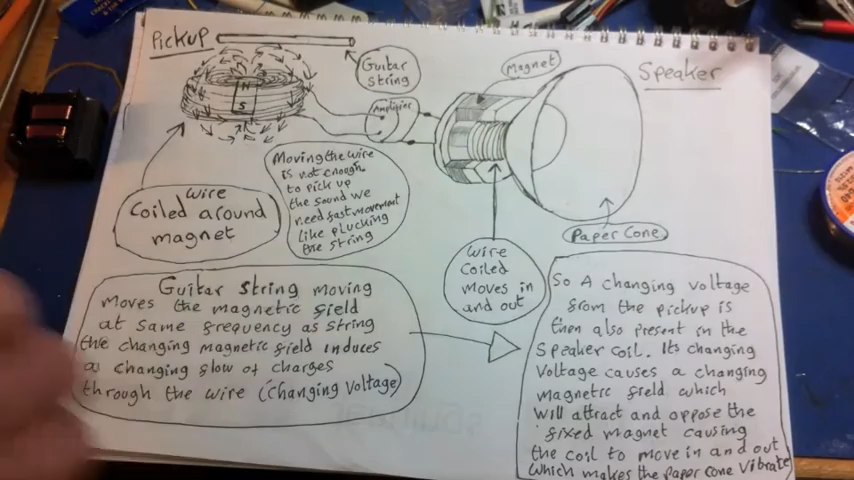 Pickup
Guitar
String
Magnet
Speaker
Amplifier
N
S
Moving the wire
is not enough
to pick up
the sound we
need fast movement
like plucking
the string
Wire
Coiled around
magnet
Paper Cone
Wire
Coiled
moves in
and out
Guitar String moving
moves the magnetic field
at same frequency as string
the changing magnetic field induces
a changing flow of charges
through the wire (changing Voltage)
So A changing voltage
from the pickup is
then also present in the
Speaker coil. Its changing
Voltage causes a changing
magnetic field which
will attract and oppose the
fixed magnet causing
the coil to move in and out
which makes the paper cone vibrate